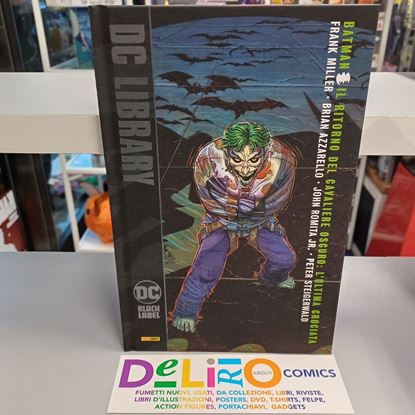 DC LIBRARY
BATMAN IL RITORNO DEL CAVALIERE OSCURO: L'ULTIMA CROCIATA
FRANK MILLER • BRIAN AZZARELLO • JOHN ROMITA JR. • PETER STEIGERWALD
DC
BLACK
LABEL
DELIRIO
ABOUT
COMICS
FUMETTI NUOVI, USATI, DA COLLEZIONE, LIBRI, RIVISTE,
LIBRI D'ILLUSTRAZIONI, POSTERS, DVD, T-SHIRTS, FELPE,
ACTION FIGURES, PORTACHIAVI, GADGETS